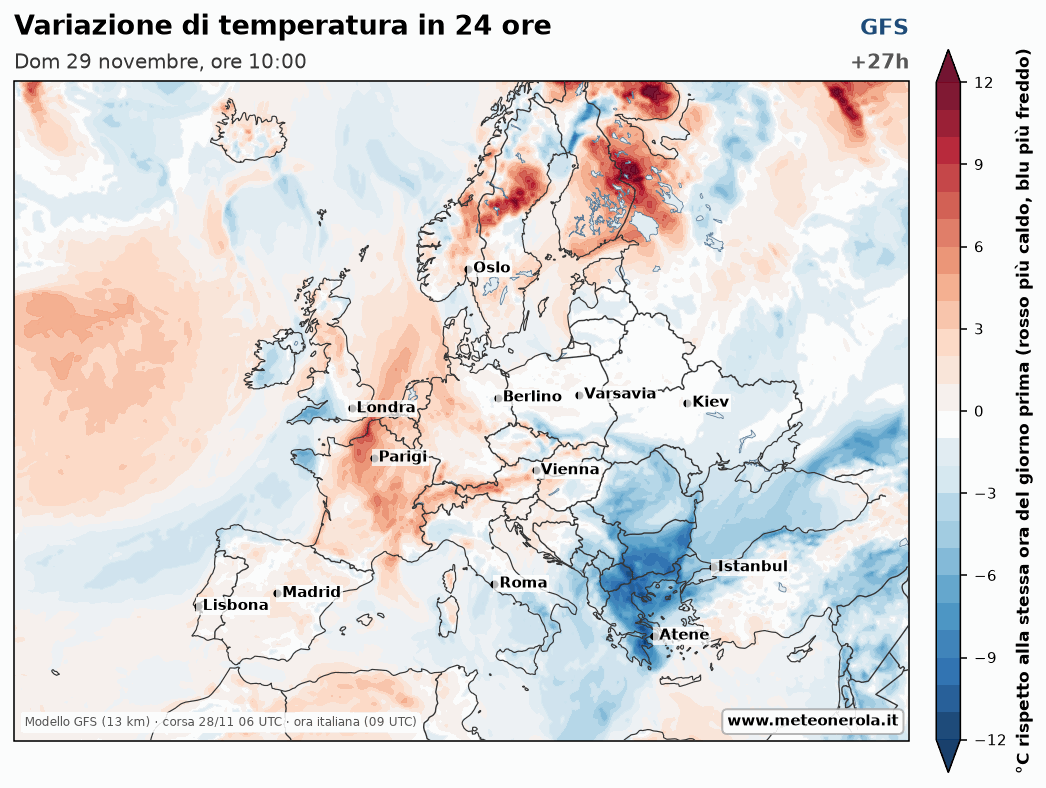 Variazione di temperatura in 24 ore
GFS
Dom 29 novembre, ore 10:00
+27h
Oslo
Londra
Berlino
Varsavia
Kiev
Parigi
Vienna
Istanbul
Roma
Madrid
Lisbona
Atene
Modello GFS (13 km) · corsa 28/11 06 UTC · ora italiana (09 UTC)
www.meteonerola.it
12
9
6
3
0
−3
−6
−9
−12
°C rispetto alla stessa ora del giorno prima (rosso più caldo, blu più freddo)